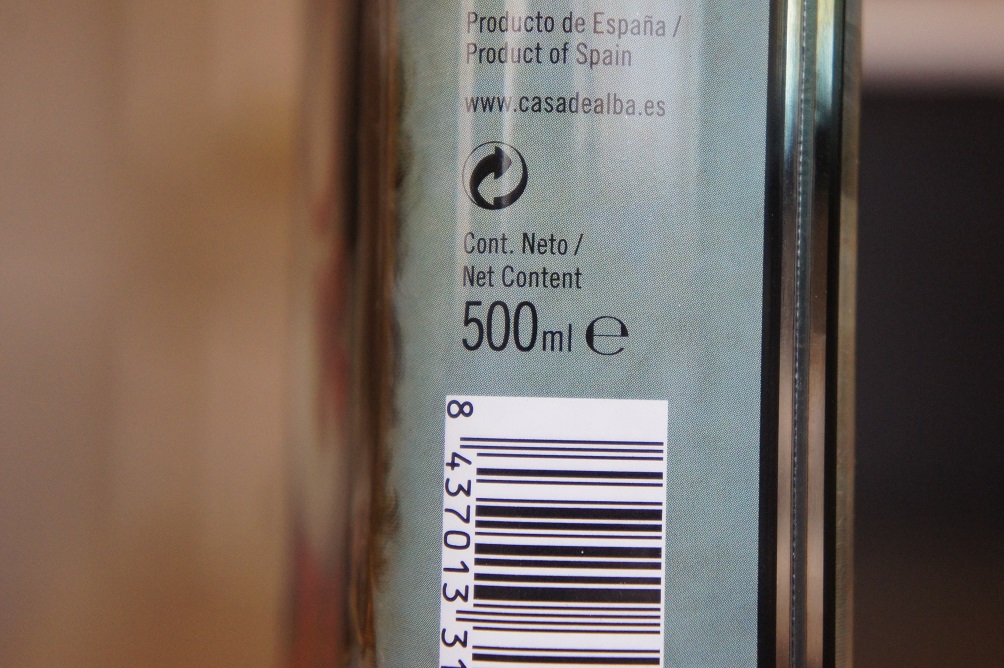 Producto de España /
Product of Spain
www.casadealba.es
Cont. Neto /
Net Content
500ml e
8 437013 31